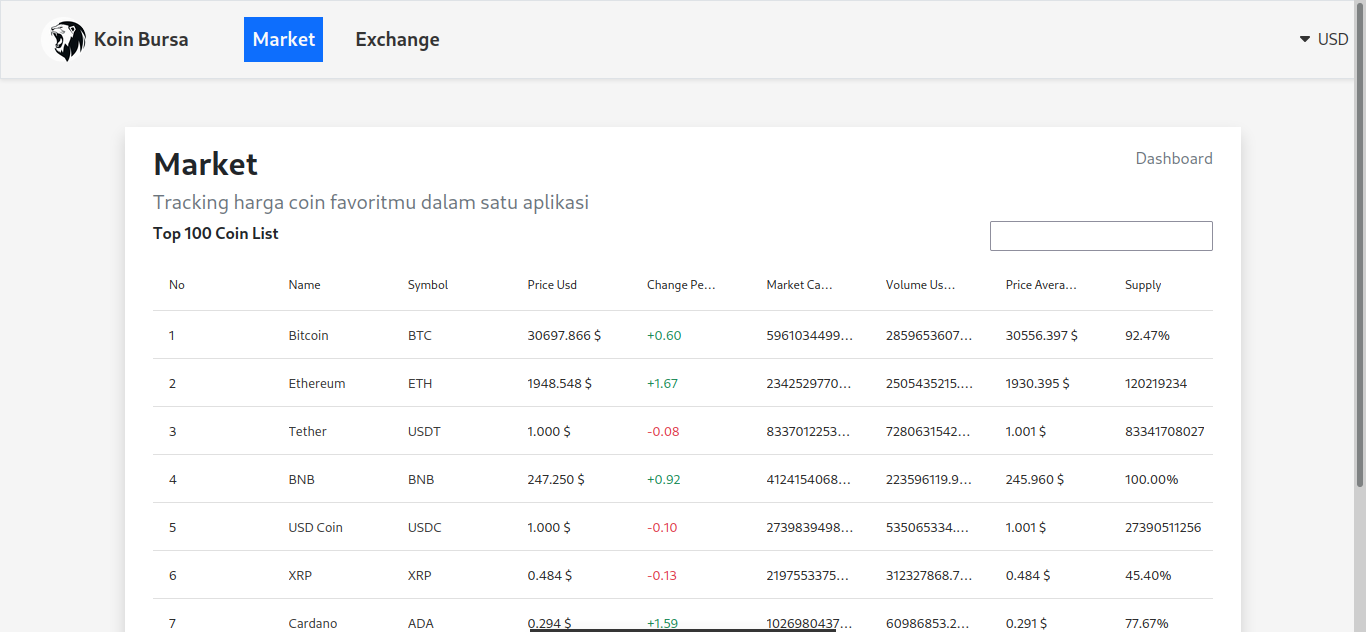 Koin Bursa Market Exchange USD
Market Dashboard
Tracking harga coin favoritmu dalam satu aplikasi
Top 100 Coin List
No Name Symbol Price Usd Change Pe... Market Ca... Volume Us... Price Avera... Supply
1 Bitcoin BTC 30697.866 $ +0.60 5961034499... 2859653607... 30556.397 $ 92.47%
2 Ethereum ETH 1948.548 $ +1.67 2342529770... 2505435215.... 1930.395 $ 120219234
3 Tether USDT 1.000 $ -0.08 8337012253... 7280631542... 1.001 $ 83341708027
4 BNB BNB 247.250 $ +0.92 4124154068... 223596119.9... 245.960 $ 100.00%
5 USD Coin USDC 1.000 $ -0.10 2739839498... 535065334.... 1.001 $ 27390511256
6 XRP XRP 0.484 $ -0.13 2197553375... 312327868.7... 0.484 $ 45.40%
7 Cardano ADA 0.294 $ +1.59 1026980437... 60986853.2... 0.291 $ 77.67%